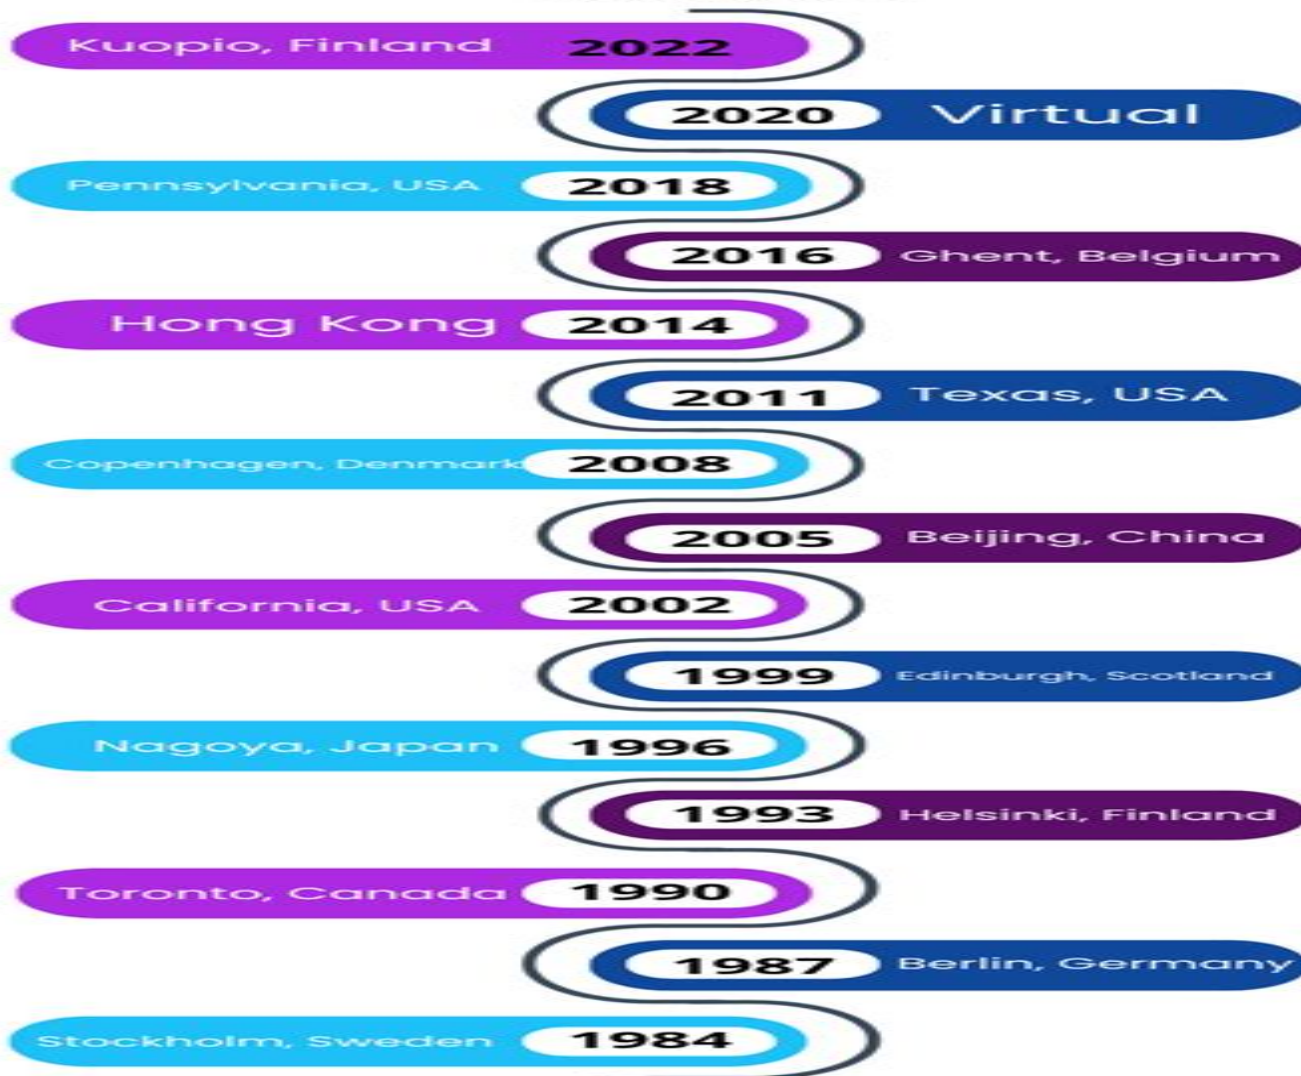 Kuopio, Finland 2022
2020 Virtual
Pennsylvania, USA 2018
2016 Ghent, Belgium
Hong Kong 2014
2011 Texas, USA
Copenhagen, Denmark 2008
2005 Beijing, China
California, USA 2002
1999 Edinburgh, Scotland
Nagoya, Japan 1996
1993 Helsinki, Finland
Toronto, Canada 1990
1987 Berlin, Germany
Stockholm, Sweden 1984